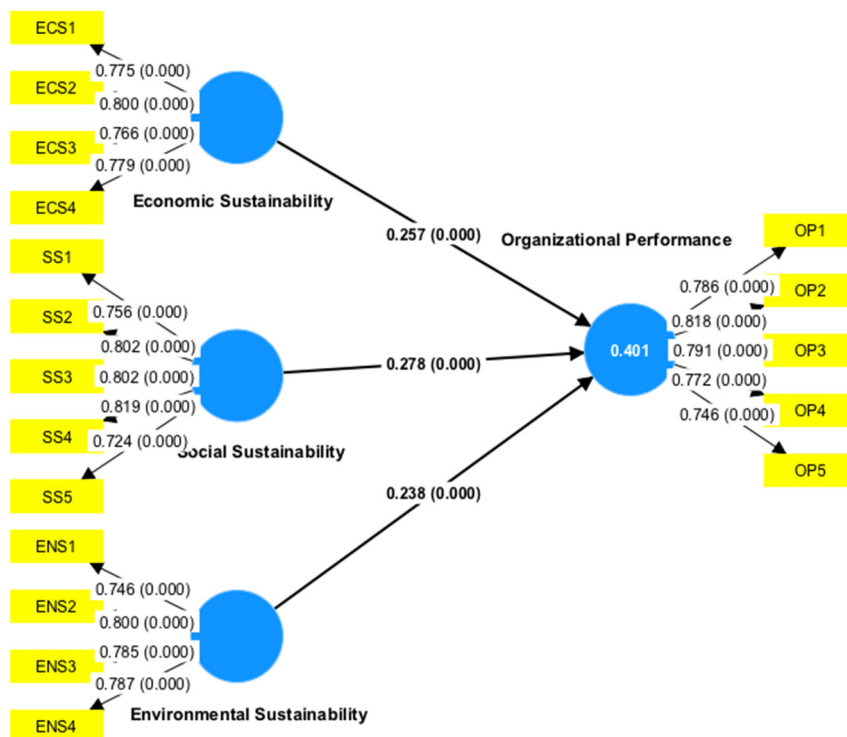 ECS1
0.775 (0.000)
ECS2
0.800 (0.000)
ECS3
0.766 (0.000)
0.779 (0.000)
ECS4
Economic Sustainability
SS1
0.756 (0.000)
SS2
0.802 (0.000)
SS3
0.802 (0.000)
0.819 (0.000)
SS4
0.724 (0.000)
Social Sustainability
SS5
ENS1
0.746 (0.000)
ENS2
0.800 (0.000)
0.785 (0.000)
ENS3
0.787 (0.000)
ENS4
Environmental Sustainability
0.257 (0.000)
0.278 (0.000)
0.238 (0.000)
Organizational Performance
0.401
OP1
0.786 (0.000)
OP2
0.818 (0.000)
OP3
0.791 (0.000)
0.772 (0.000)
OP4
0.746 (0.000)
OP5